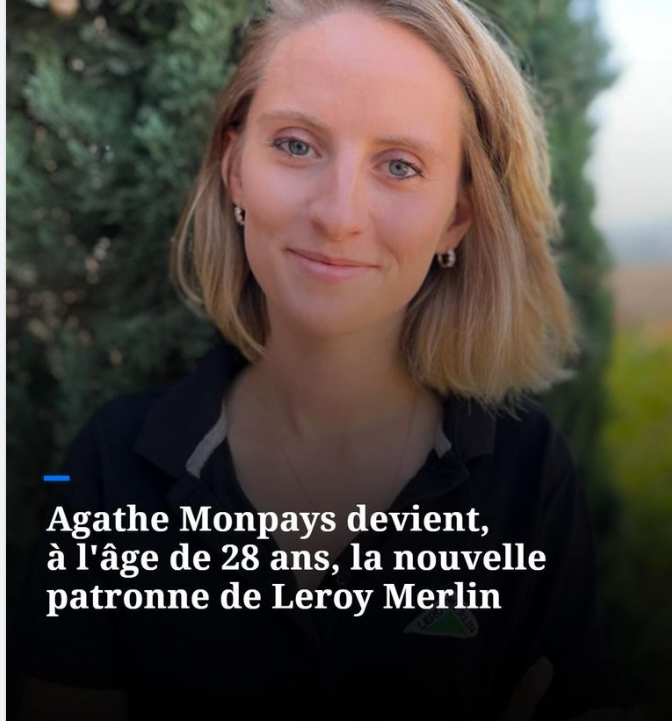 Agathe Monpays devient,
à l'âge de 28 ans, la nouvelle
patronne de Leroy Merlin